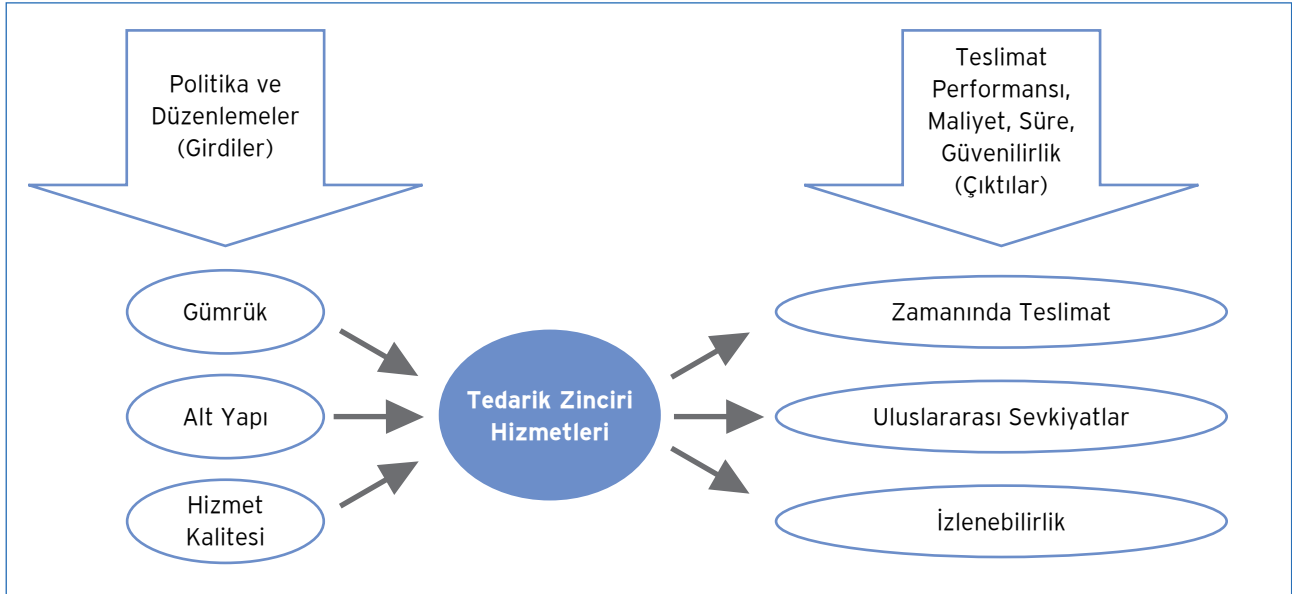 Politika ve
Düzenlemeler
(Girdiler)
Teslimat
Performansı,
Maliyet, Süre,
Güvenilirlik
(Çıktılar)
Gümrük
Alt Yapı
Hizmet
Kalitesi
Tedarik Zinciri
Hizmetleri
Zamanında Teslimat
Uluslararası Sevkiyatlar
İzlenebilirlik